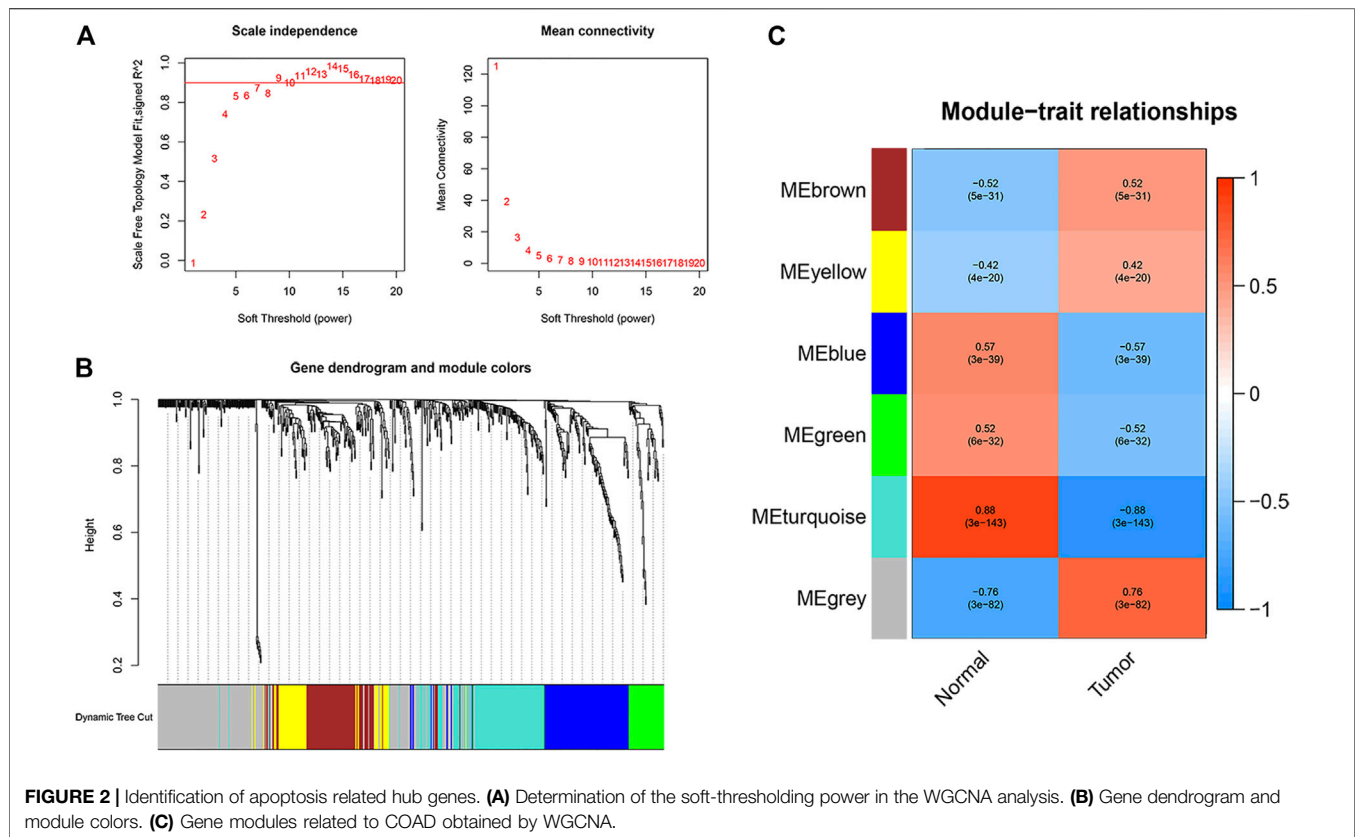 A
Scale independence
Scale Free Topology Model Fit,signed R^2
1.0
0.8
0.6
0.4
0.2
0.0
1
2
3
4
5
6
7
8
9
10
11
12
13
14
15
16
17
18
19
20
5 10 15 20
Soft Threshold (power)
Mean connectivity
Mean Connectivity
120
100
80
60
40
20
0
1
2
3
4
5
6
7
8
9
10
11
12
13
14
15
16
17
18
19
20
5 10 15 20
Soft Threshold (power)
B
Gene dendrogram and module colors
Height
1.0
0.8
0.6
0.4
0.2
Dynamic Tree Cut
C
Module−trait relationships
MEbrown
−0.52 0.52
(5e−31) (5e−31)
MEyellow
−0.42 0.42
(4e−20) (4e−20)
MEblue
0.57 −0.57
(3e−39) (3e−39)
MEgreen
0.52 −0.52
(6e−32) (6e−32)
MEturquoise
0.88 −0.88
(3e−143) (3e−143)
MEgrey
−0.76 0.76
(3e−82) (3e−82)
Normal Tumor
1
0.5
0
−0.5
−1
FIGURE 2 | Identification of apoptosis related hub genes. (A) Determination of the soft-thresholding power in the WGCNA analysis. (B) Gene dendrogram and
module colors. (C) Gene modules related to COAD obtained by WGCNA.